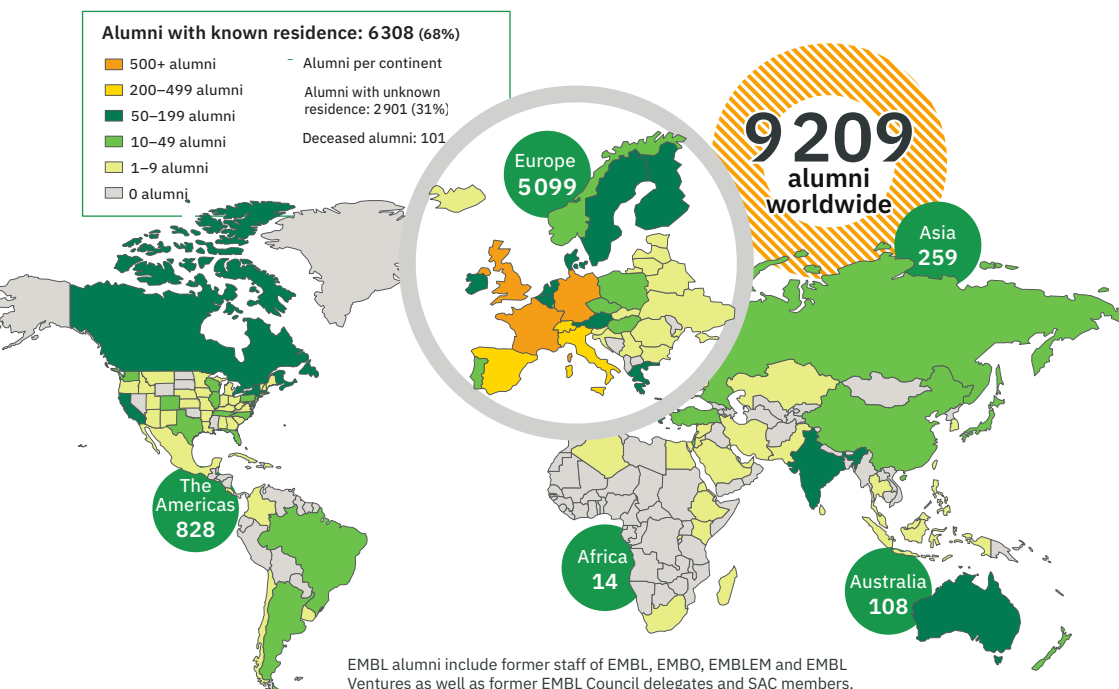 Alumni with known residence: 6308 (68%)
500+ alumni
200–499 alumni
50–199 alumni
10–49 alumni
1–9 alumni
0 alumni
Alumni per continent
Alumni with unknown
residence: 2901 (31%)
Deceased alumni: 101
Europe
5099
9209
alumni
worldwide
Asia
259
The
Americas
828
Africa
14
Australia
108
EMBL alumni include former staff of EMBL, EMBO, EMBLEM and EMBL
Ventures as well as former EMBL Council delegates and SAC members.